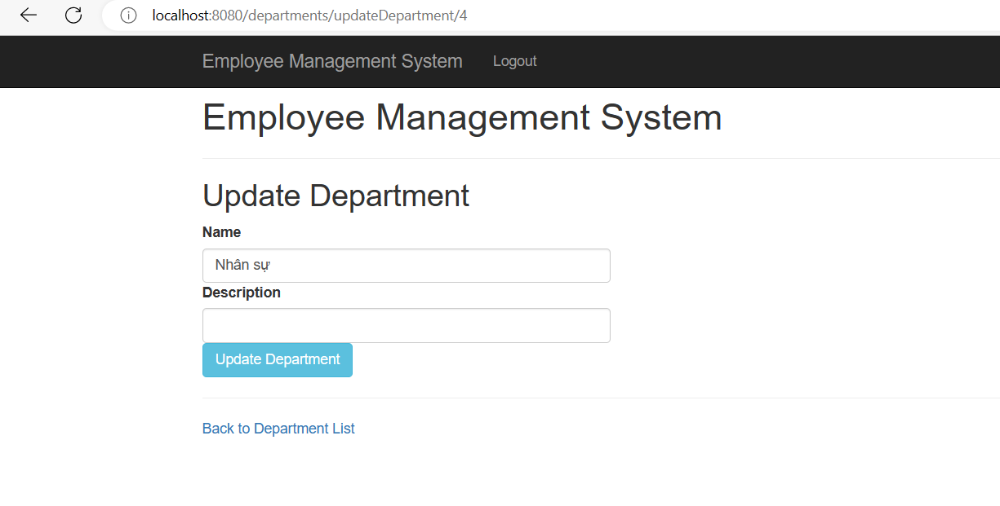 localhost:8080/departments/updateDepartment/4
Employee Management System Logout
Employee Management System
Update Department
Name
Nhân sự
Description
Update Department
Back to Department List